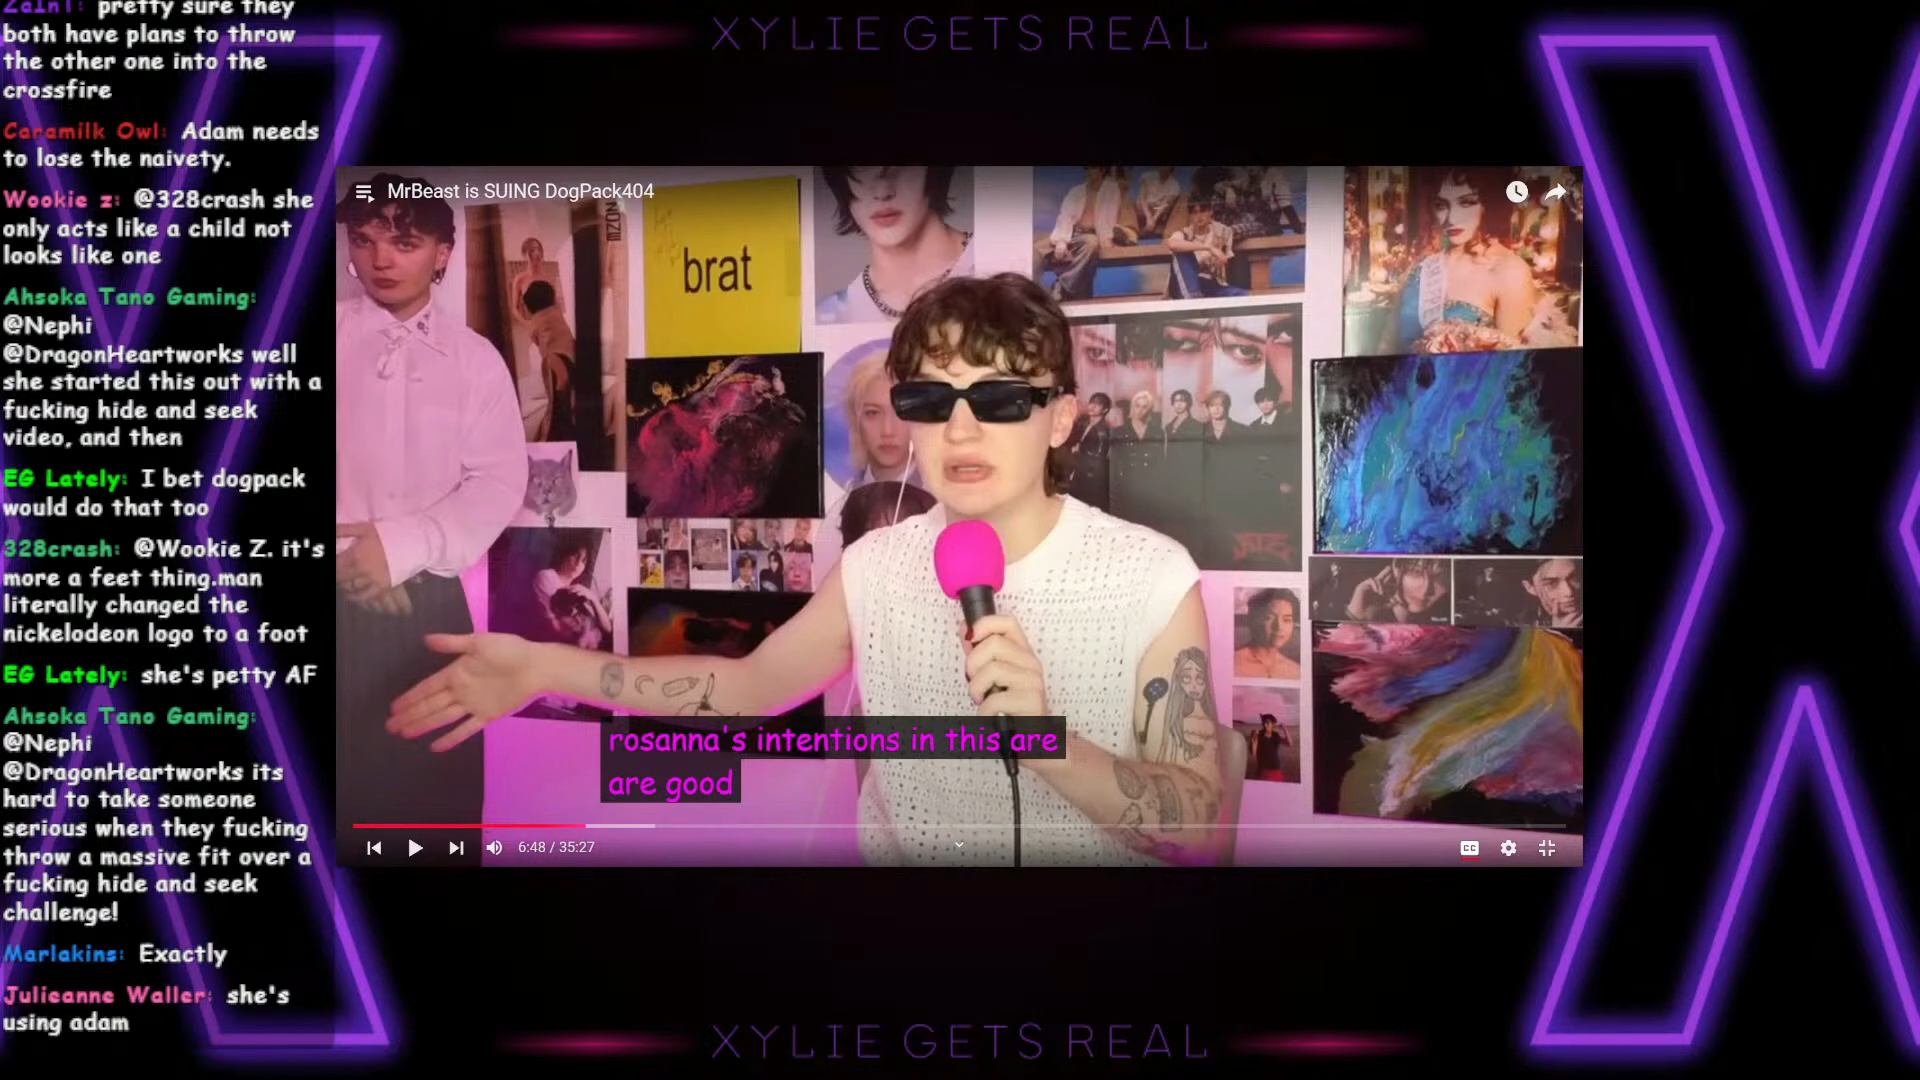 XYLIE GETS REAL
ZaInT: pretty sure they
both have plans to throw
the other one into the
crossfire
Caramilk Owl: Adam needs
to lose the naivety.
Wookie z: @328crash she
only acts like a child not
looks like one
Ahsoka Tano Gaming:
@Nephi
@DragonHeartworks well
she started this out with a
fucking hide and seek
video, and then
EG Lately: I bet dogpack
would do that too
328crash: @Wookie Z. it's
more a feet thing.man
literally changed the
nickelodeon logo to a foot
EG Lately: she's petty AF
Ahsoka Tano Gaming:
@Nephi
@DragonHeartworks its
hard to take someone
serious when they fucking
throw a massive fit over a
fucking hide and seek
challenge!
Marlakins: Exactly
Julieanne Waller: she's
using adam
MrBeast is SUING DogPack404
brat
rosanna's intentions in this are
are good
6:48 / 35:27
CC
XYLIE GETS REAL